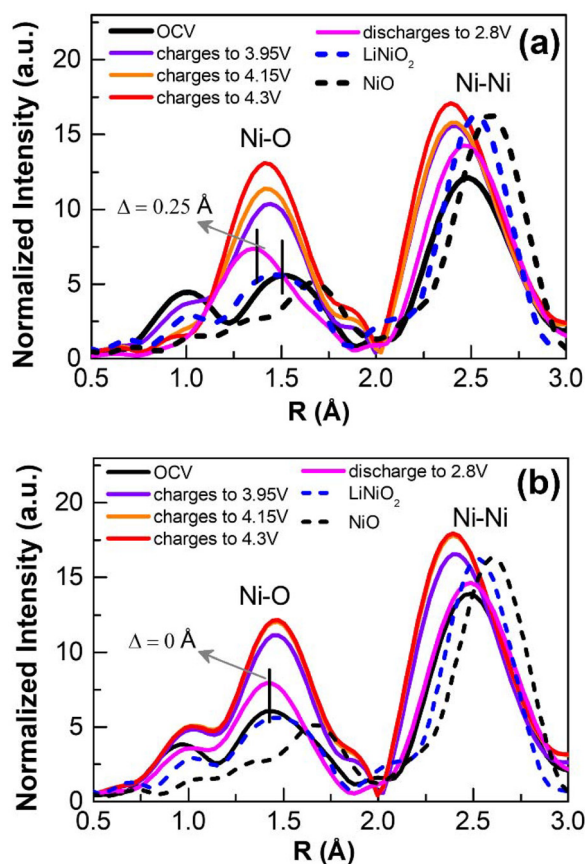 (a)
OCV
charges to 3.95V
charges to 4.15V
charges to 4.3V
discharges to 2.8V
LiNiO₂
NiO
Ni-O
Ni-Ni
Δ = 0.25 Å
Normalized Intensity (a.u.)
20
15
10
5
0
0.5 1.0 1.5 2.0 2.5 3.0
R (Å)
(b)
OCV
charges to 3.95V
charges to 4.15V
charges to 4.3V
discharge to 2.8V
LiNiO₂
NiO
Ni-O
Ni-Ni
Δ = 0 Å
Normalized Intensity (a.u.)
20
15
10
5
0
0.5 1.0 1.5 2.0 2.5 3.0
R (Å)